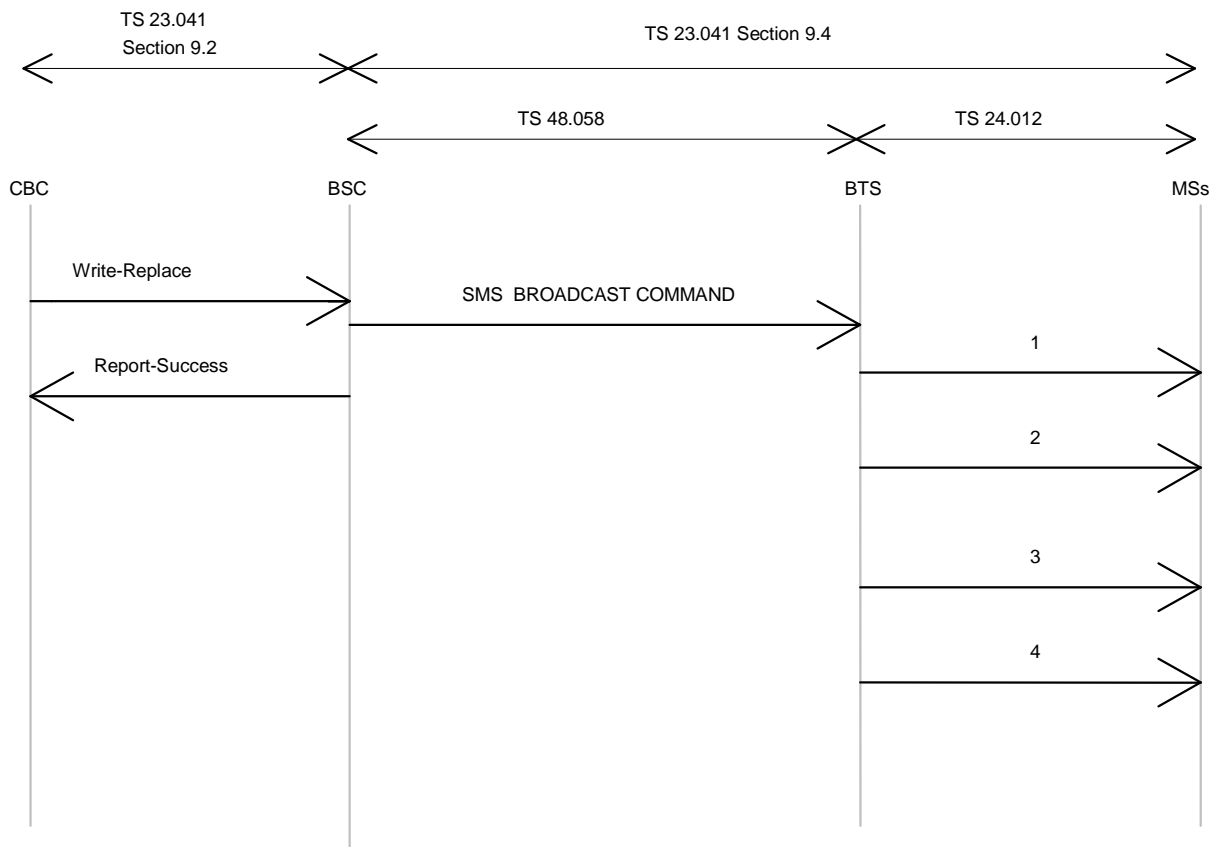 TS 23.041
Section 9.2
TS 23.041 Section 9.4
TS 48.058
TS 24.012
CBC
BSC
BTS
MSs
Write-Replace
SMS BROADCAST COMMAND
1
Report-Success
2
3
4